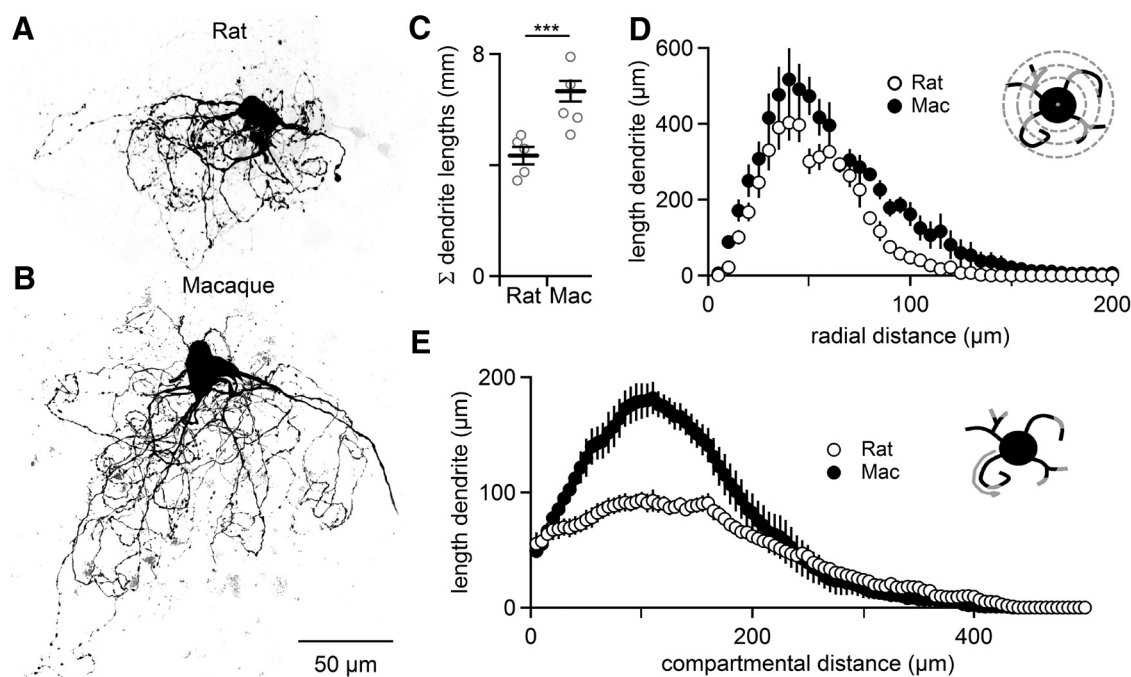 A
Rat
B
Macaque
50 µm
C
***
Σ dendrite lengths (mm)
8
0
Rat Mac
D
length dendrite (µm)
600
400
200
0
Rat
Mac
0 100 200
radial distance (µm)
E
length dendrite (µm)
200
100
0
Rat
Mac
0 200 400
compartmental distance (µm)